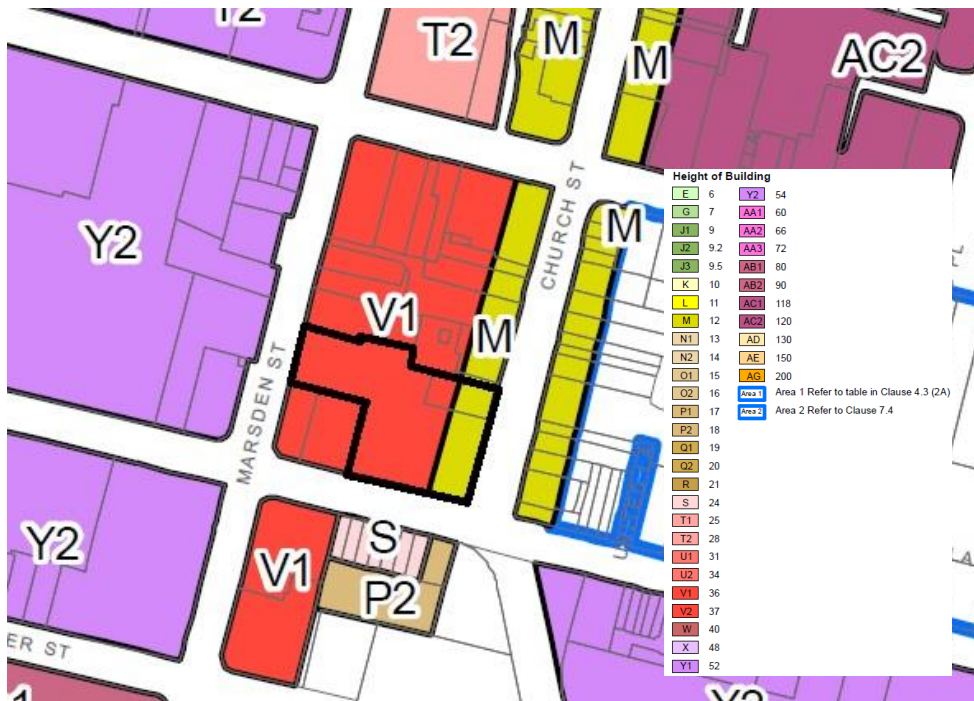 T2
M
M
AC2
Y2
CHURCH ST
M
V1
M
MARSDEN ST
S
V1
P2
Y2
ER ST
Height of Building
E 6
G 7
J1 9
J2 9.2
J3 9.5
K 10
L 11
M 12
N1 13
N2 14
O1 15
O2 16
P1 17
P2 18
Q1 19
Q2 20
R 21
S 24
T1 25
T2 28
U1 31
U2 34
V1 36
V2 37
W 40
X 48
Y1 52
Y2 54
AA1 60
AA2 66
AA3 72
AB1 80
AB2 90
AC1 118
AC2 120
AD 130
AE 150
AG 200
Area 1 Area 1 Refer to table in Clause 4.3 (2A)
Area 2 Area 2 Refer to Clause 7.4